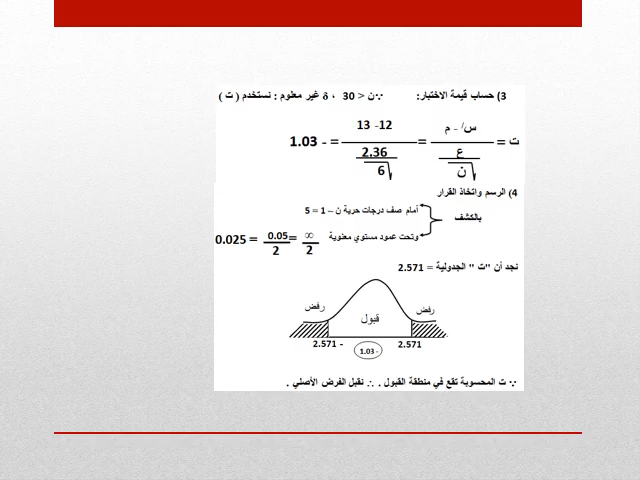 3) حساب قيمة الاختبار: ∵ن < 30 ، δ غير معلوم : نستخدم ( ت )
ت = س/ - م / ع / √ن = 12- 13 / 2.36 / √6 = - 1.03
4) الرسم واتخاذ القرار
بالكشف
أمام صف درجات حرية ن – 1 = 5
وتحت عمود مستوي معنوية ∞ / 2 = 0.05 / 2 = 0.025
نجد أن "ت " الجدولية = 2.571
رفض قبول رفض
2.571 - 1.03 - 2.571
∵ ت المحسوبة تقع في منطقة القبول . ∴ نقبل الفرض الأصلي .